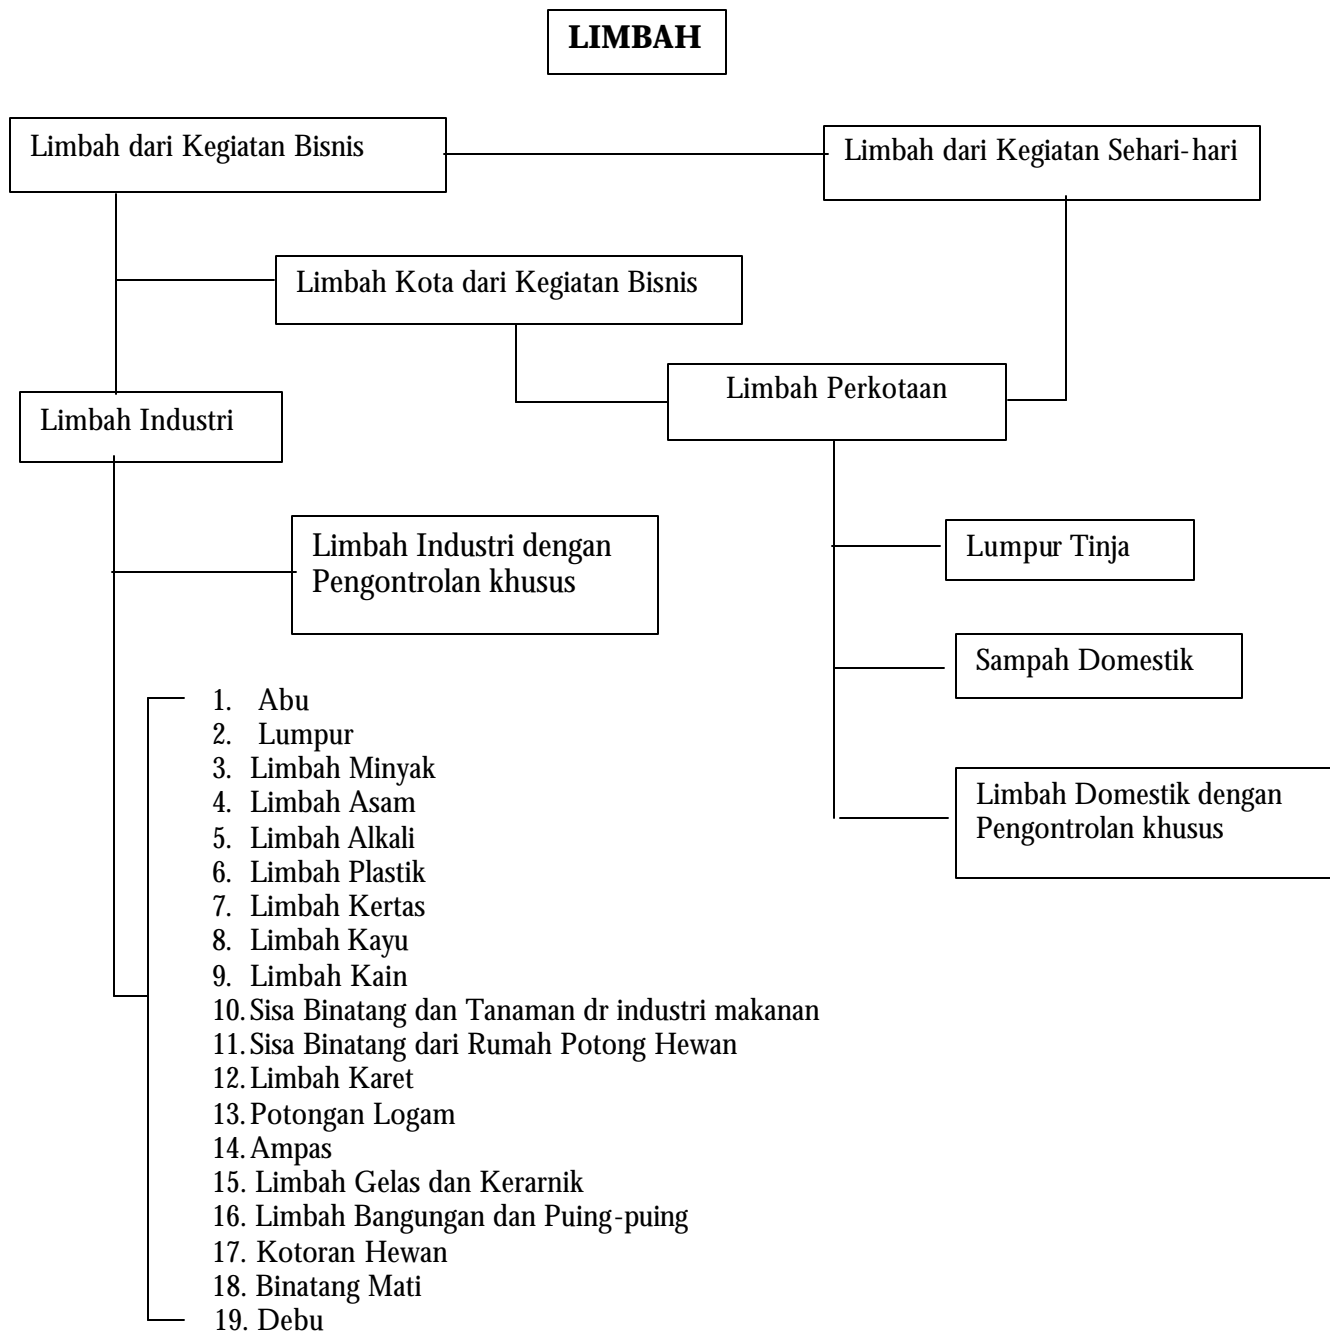 LIMBAH
Limbah dari Kegiatan Bisnis
Limbah dari Kegiatan Sehari-hari
Limbah Kota dari Kegiatan Bisnis
Limbah Perkotaan
Limbah Industri
Limbah Industri dengan
Pengontrolan khusus
Lumpur Tinja
Sampah Domestik
Limbah Domestik dengan
Pengontrolan khusus
1. Abu
2. Lumpur
3. Limbah Minyak
4. Limbah Asam
5. Limbah Alkali
6. Limbah Plastik
7. Limbah Kertas
8. Limbah Kayu
9. Limbah Kain
10. Sisa Binatang dan Tanaman dr industri makanan
11. Sisa Binatang dari Rumah Potong Hewan
12. Limbah Karet
13. Potongan Logam
14. Ampas
15. Limbah Gelas dan Kerarnik
16. Limbah Bangungan dan Puing-puing
17. Kotoran Hewan
18. Binatang Mati
19. Debu